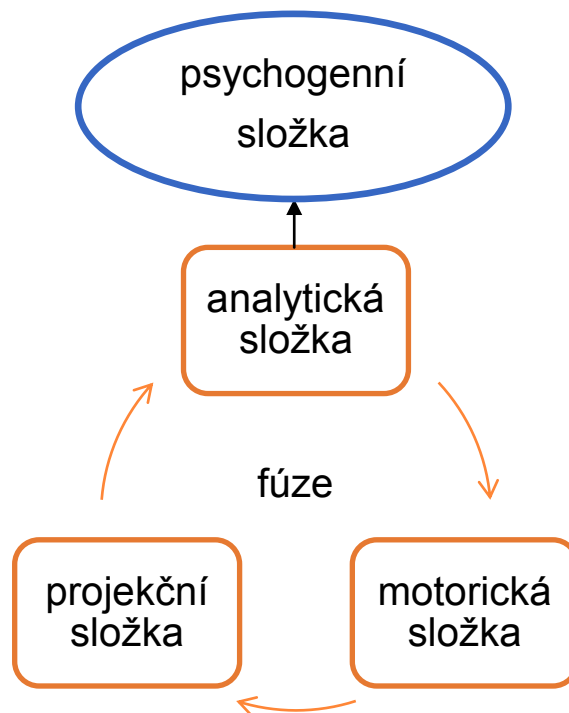 psychogenní
složka
analytická
složka
fúze
projekční
složka
motorická
složka